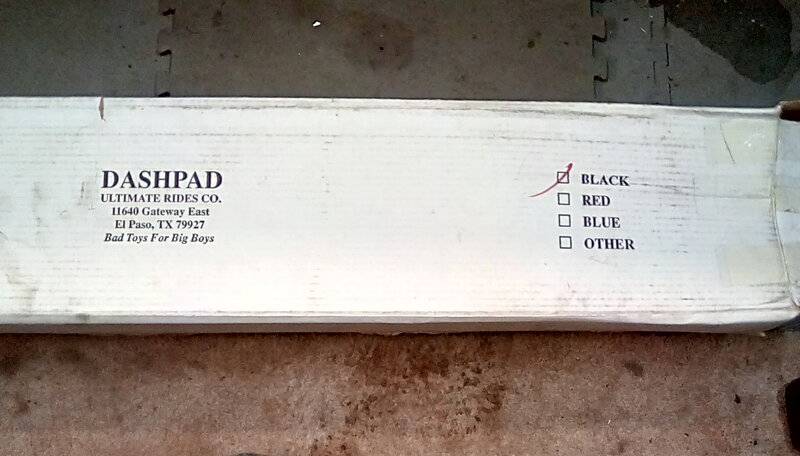 DASHPAD
ULTIMATE RIDES CO.
11640 Gateway East
El Paso, TX 79927
Bad Toys For Big Boys
BLACK
RED
BLUE
OTHER